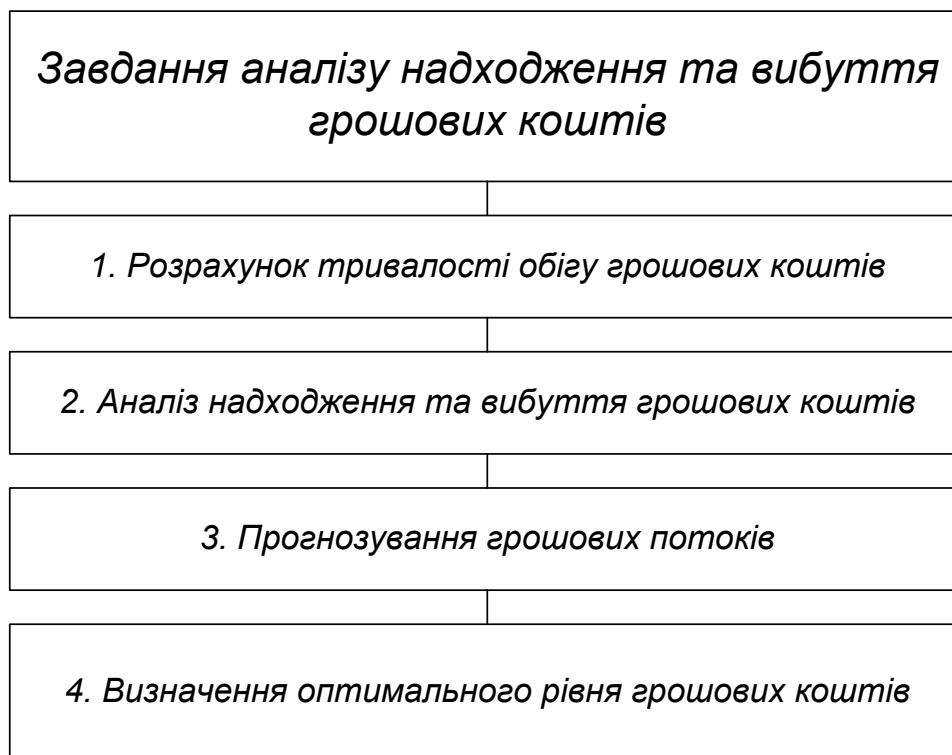 Завдання аналізу надходження та вибуття
грошових коштів
1. Розрахунок тривалості обігу грошових коштів
2. Аналіз надходження та вибуття грошових коштів
3. Прогнозування грошових потоків
4. Визначення оптимального рівня грошових коштів